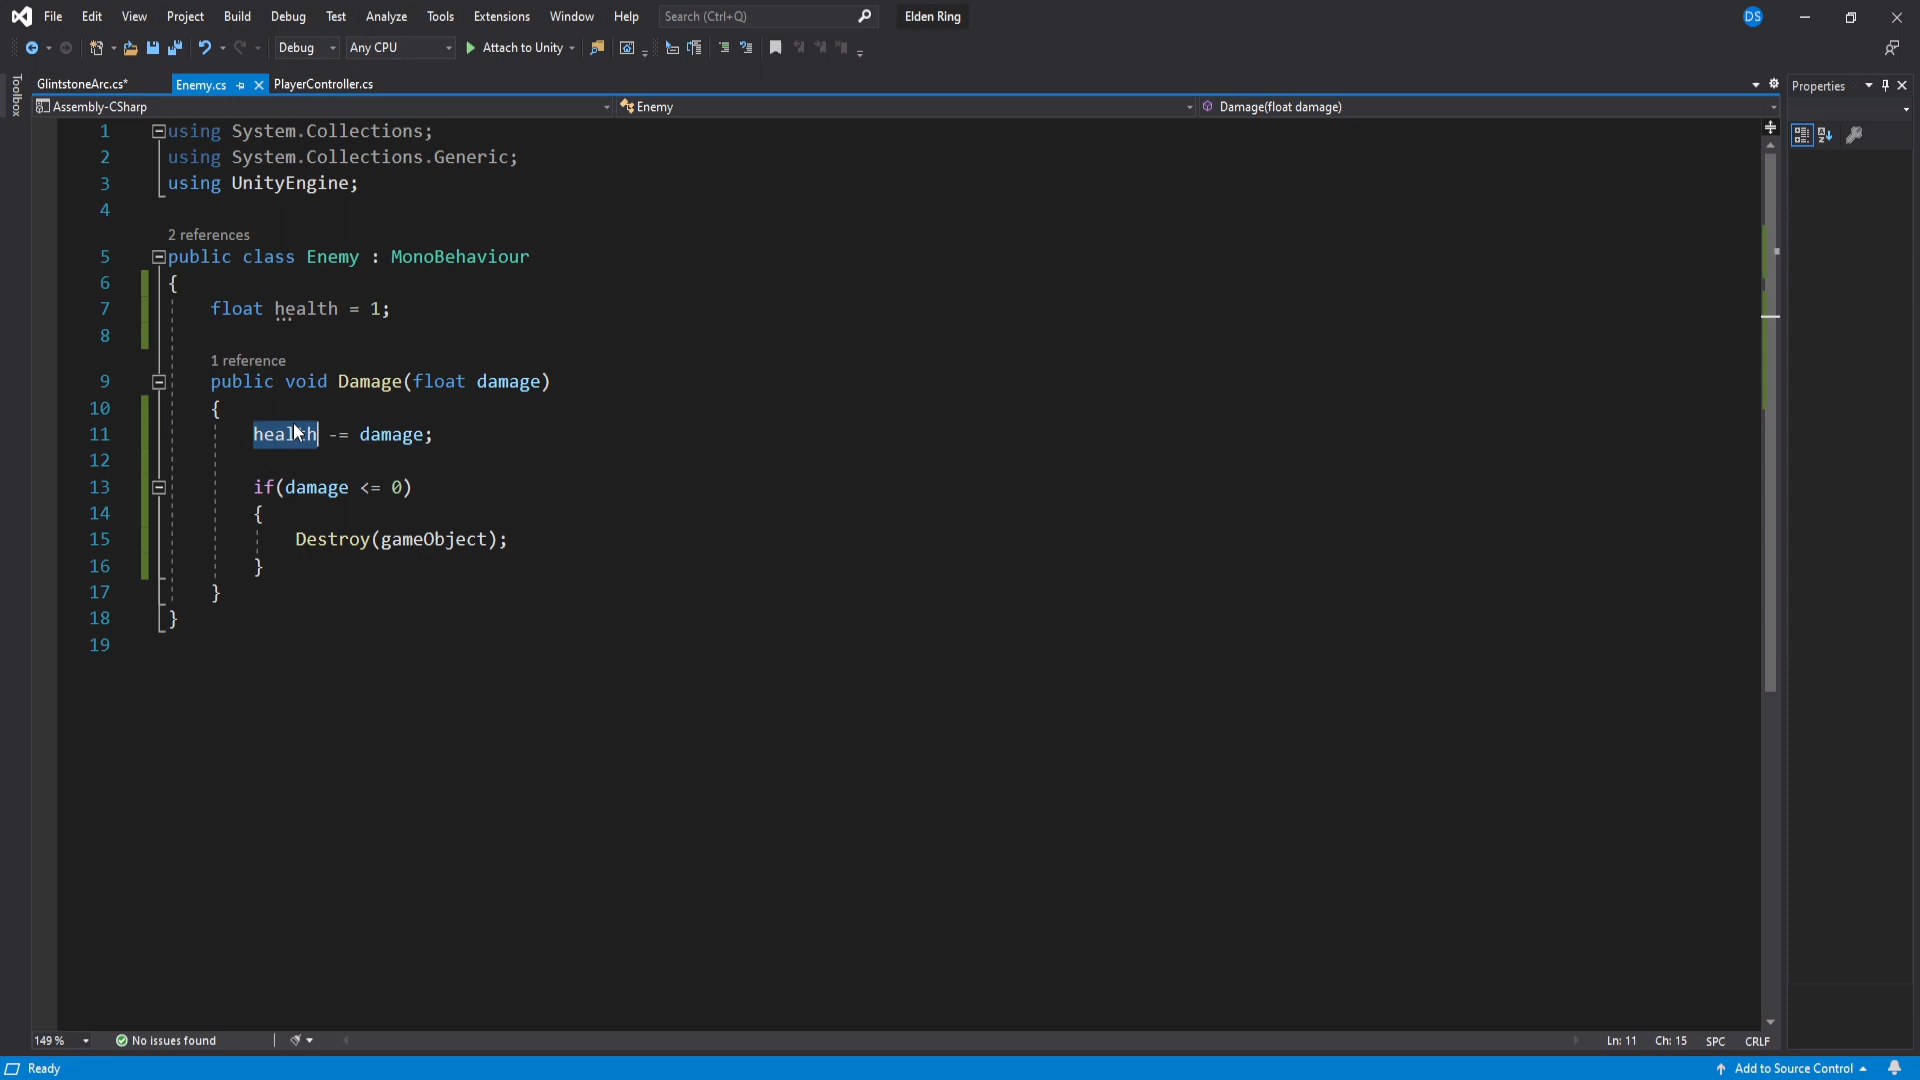 File Edit View Project Build Debug Test Analyze Tools Extensions Window Help Search (Ctrl+Q) Elden Ring DS
Debug Any CPU Attach to Unity
Toolbox
GlintstoneArc.cs* Enemy.cs PlayerController.cs Properties
Assembly-CSharp Enemy Damage(float damage)
1 using System.Collections;
2 using System.Collections.Generic;
3 using UnityEngine;
4
2 references
5 public class Enemy : MonoBehaviour
6 {
7 float health = 1;
8
1 reference
9 public void Damage(float damage)
10 {
11 health -= damage;
12
13 if(damage <= 0)
14 {
15 Destroy(gameObject);
16 }
17 }
18 }
19
149 % No issues found Ln: 11 Ch: 15 SPC CRLF
Ready Add to Source Control